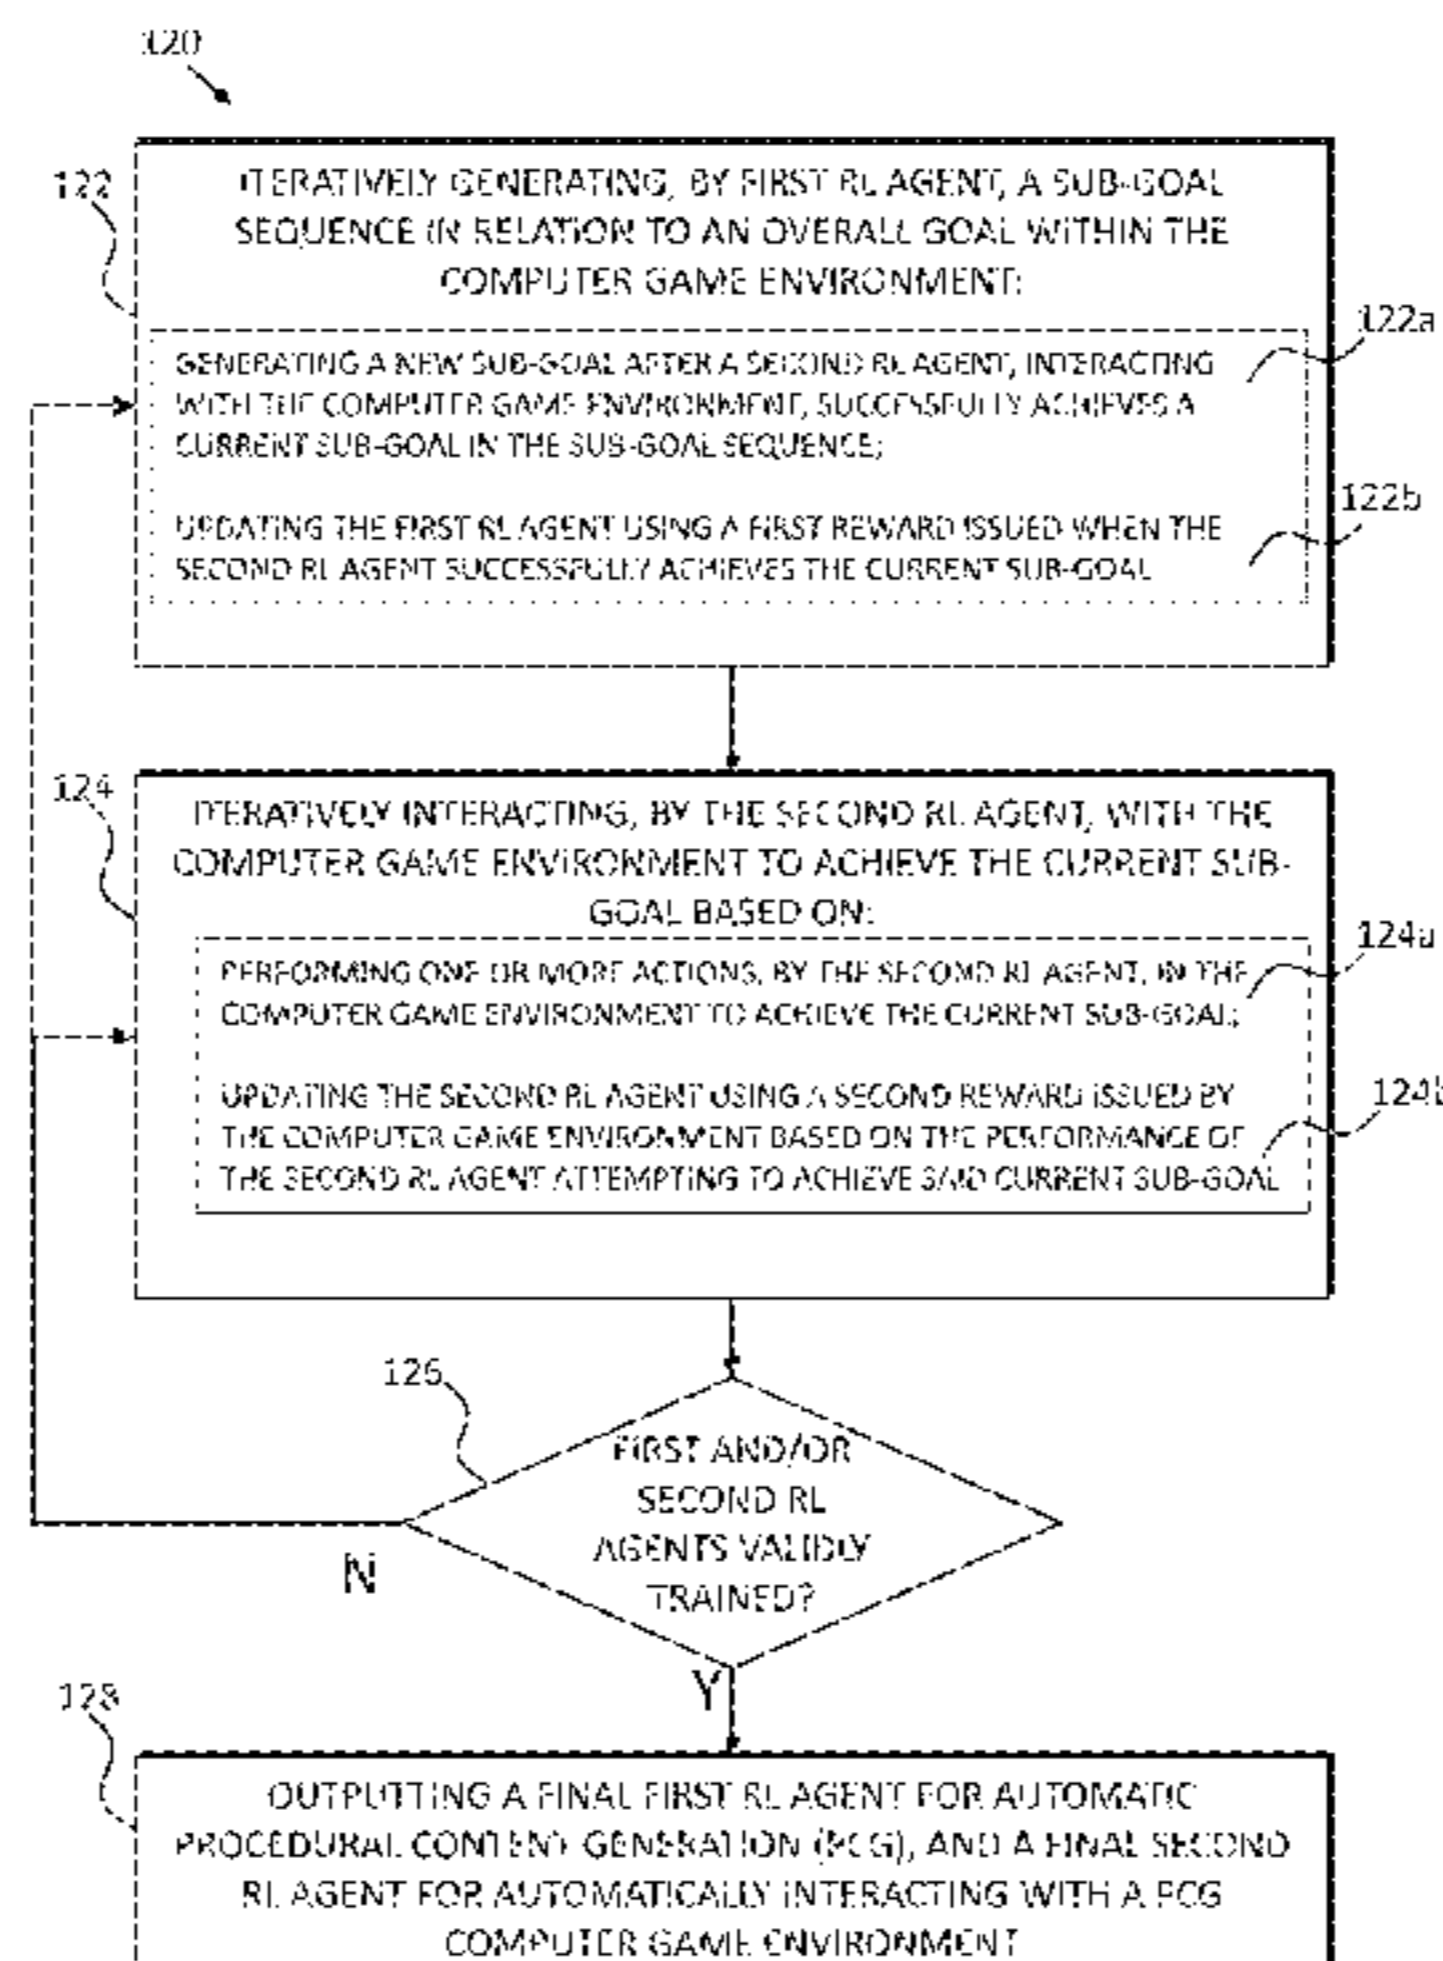 120
122
ITERATIVELY GENERATING, BY FIRST RL AGENT, A SUB-GOAL
SEQUENCE IN RELATION TO AN OVERALL GOAL WITHIN THE
COMPUTER GAME ENVIRONMENT:
122a
GENERATING A NEW SUB-GOAL AFTER A SECOND RL AGENT, INTERACTING
WITH THE COMPUTER GAME ENVIRONMENT, SUCCESSFULLY ACHIEVES A
CURRENT SUB-GOAL IN THE SUB-GOAL SEQUENCE;
122b
UPDATING THE FIRST RL AGENT USING A FIRST REWARD ISSUED WHEN THE
SECOND RL AGENT SUCCESSFULLY ACHIEVES THE CURRENT SUB-GOAL
124
ITERATIVELY INTERACTING, BY THE SECOND RL AGENT, WITH THE
COMPUTER GAME ENVIRONMENT TO ACHIEVE THE CURRENT SUB-
GOAL BASED ON:
124a
PERFORMING ONE OR MORE ACTIONS, BY THE SECOND RL AGENT, IN THE
COMPUTER GAME ENVIRONMENT TO ACHIEVE THE CURRENT SUB-GOAL;
124b
UPDATING THE SECOND RL AGENT USING A SECOND REWARD ISSUED BY
THE COMPUTER GAME ENVIRONMENT BASED ON THE PERFORMANCE OF
THE SECOND RL AGENT ATTEMPTING TO ACHIEVE SAID CURRENT SUB-GOAL
126
FIRST AND/OR
SECOND RL
AGENTS VALIDLY
TRAINED?
N
Y
128
OUTPUTTING A FINAL FIRST RL AGENT FOR AUTOMATIC
PROCEDURAL CONTENT GENERATION (PCG), AND A FINAL SECOND
RL AGENT FOR AUTOMATICALLY INTERACTING WITH A PCG
COMPUTER GAME ENVIRONMENT